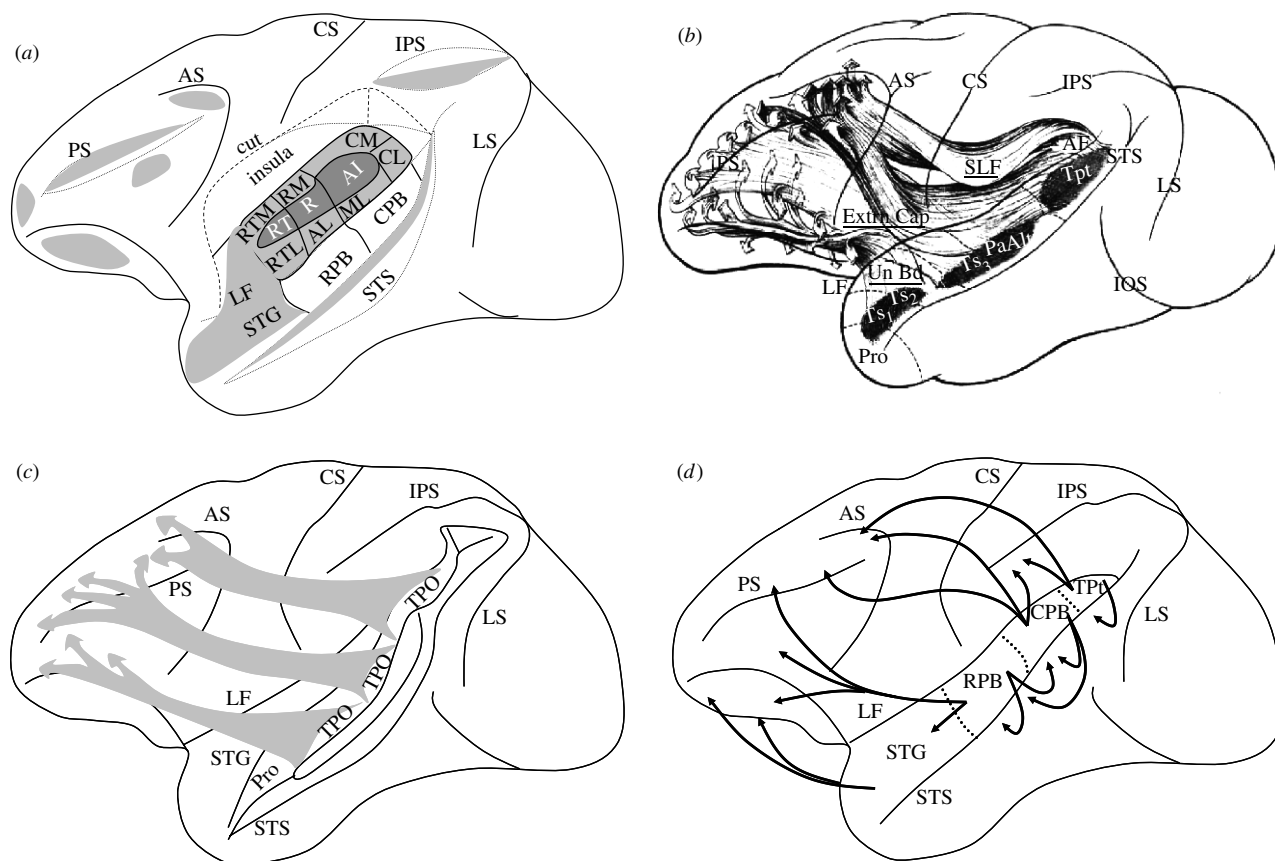 (a)
CS
IPS
AS
PS
LS
cut
insula
CM
CL
AI
RM
RTM
R
RT
ML
AL
RTL
CPB
RPB
STS
LF
STG
(b)
AS
CS
IPS
AF
STS
SLF
Tpt
LS
IPS
Extm Cap
PaAlt
Ts3
Un Bd
LF
Ts2
Ts1
IOS
Pro
(c)
CS
IPS
AS
PS
TPO
LS
TPO
LF
TPO
STG
Pro
STS
(d)
CS
IPS
AS
PS
TPt
CPB
LS
RPB
LF
STG
STS